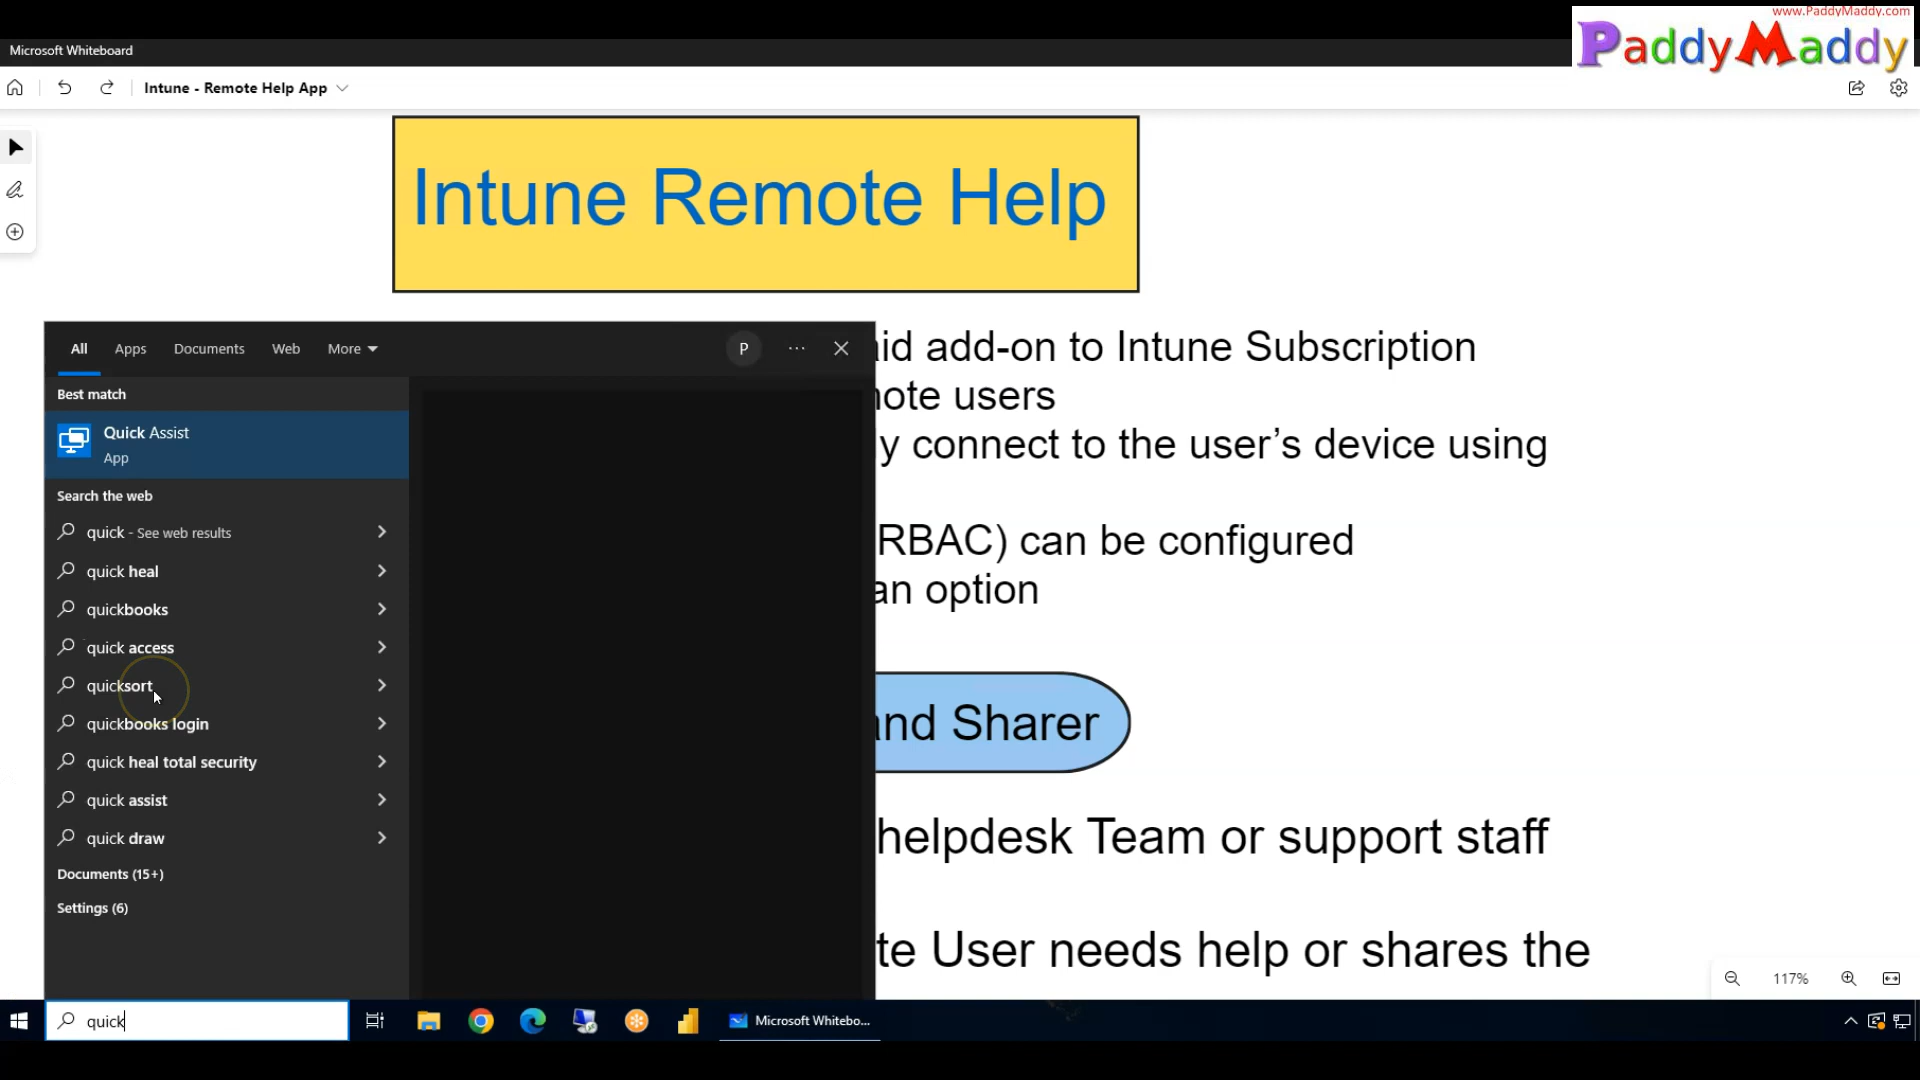 www.PaddyMaddy.com
PaddyMaddy
Microsoft Whiteboard
Intune - Remote Help App
Intune Remote Help
All Apps Documents Web More
P
aid add-on to Intune Subscription
Best match
note users
Quick Assist
App
y connect to the user’s device using
Search the web
quick - See web results
RBAC) can be configured
quick heal
an option
quickbooks
quick access
quicksort
quickbooks login
and Sharer
quick heal total security
quick assist
quick draw
helpdesk Team or support staff
Documents (15+)
Settings (6)
te User needs help or shares the
117%
quick
Microsoft Whitebo...